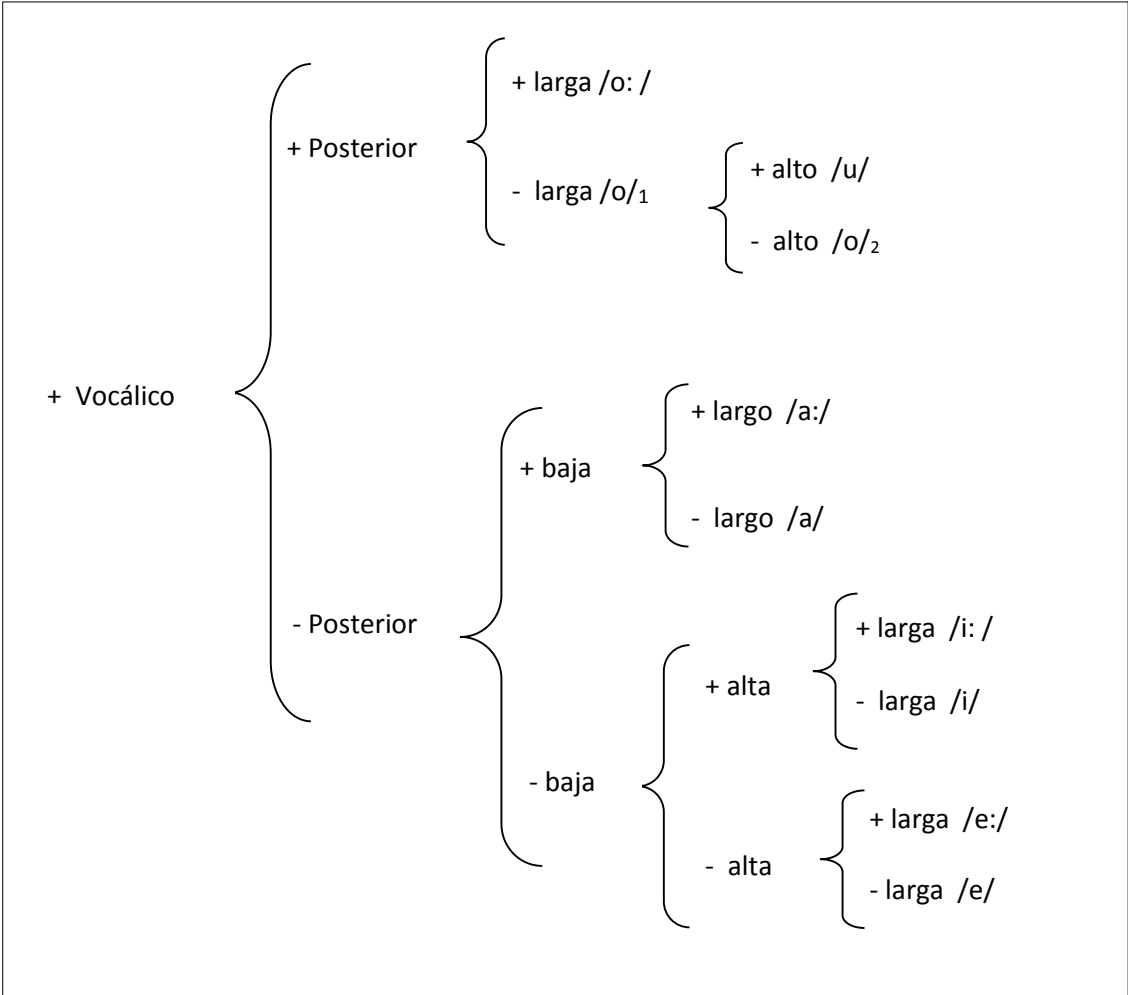 + larga /o: /
+ Posterior
- larga /o/₁
+ alto /u/
- alto /o/₂
+ Vocálico
+ largo /a:/
+ baja
- largo /a/
- Posterior
+ larga /i: /
+ alta
- larga /i/
- baja
+ larga /e:/
- alta
- larga /e/